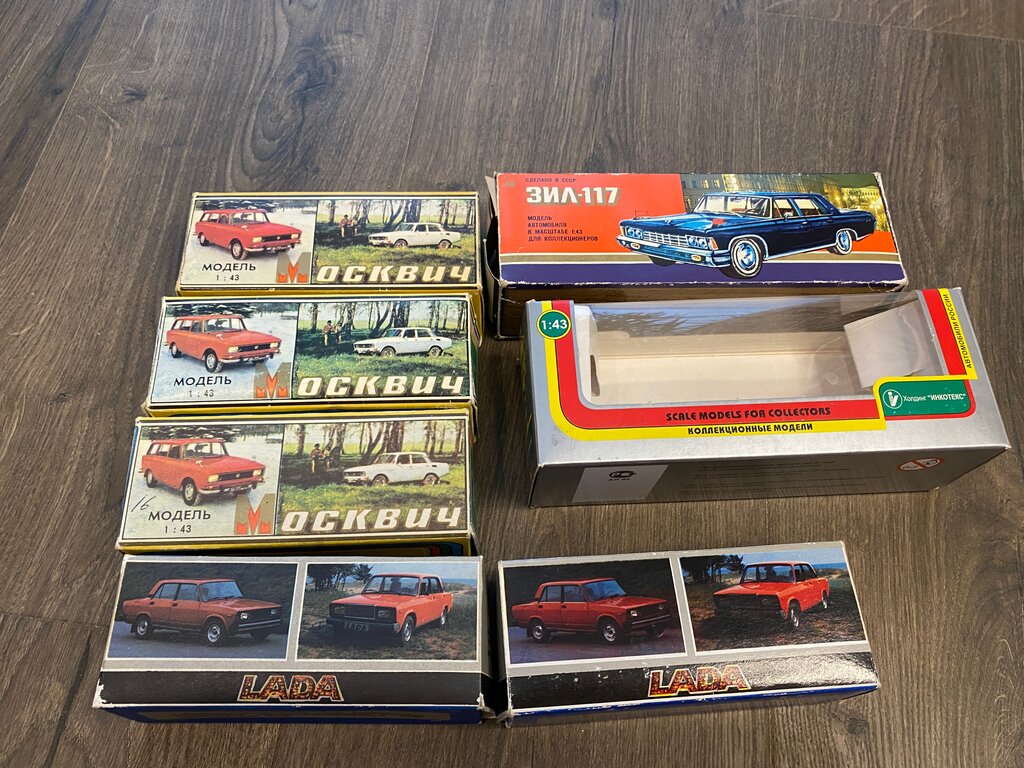 МОДЕЛЬ
1:43
МОСКВИЧ
МОДЕЛЬ
1:43
МОСКВИЧ
16
МОДЕЛЬ
1:43
МОСКВИЧ
LADA
СДЕЛАНО В СССР
ЗИЛ-117
МОДЕЛЬ
АВТОМОБИЛЯ
В МАСШТАБЕ 1:43
ДЛЯ КОЛЛЕКЦИОНЕРОВ
1:43
АВТОМОБИЛИ РОССИИ
Холдинг "ИНКОТЕКС"
SCALE MODELS FOR COLLECTORS
КОЛЛЕКЦИОННЫЕ МОДЕЛИ
LADA